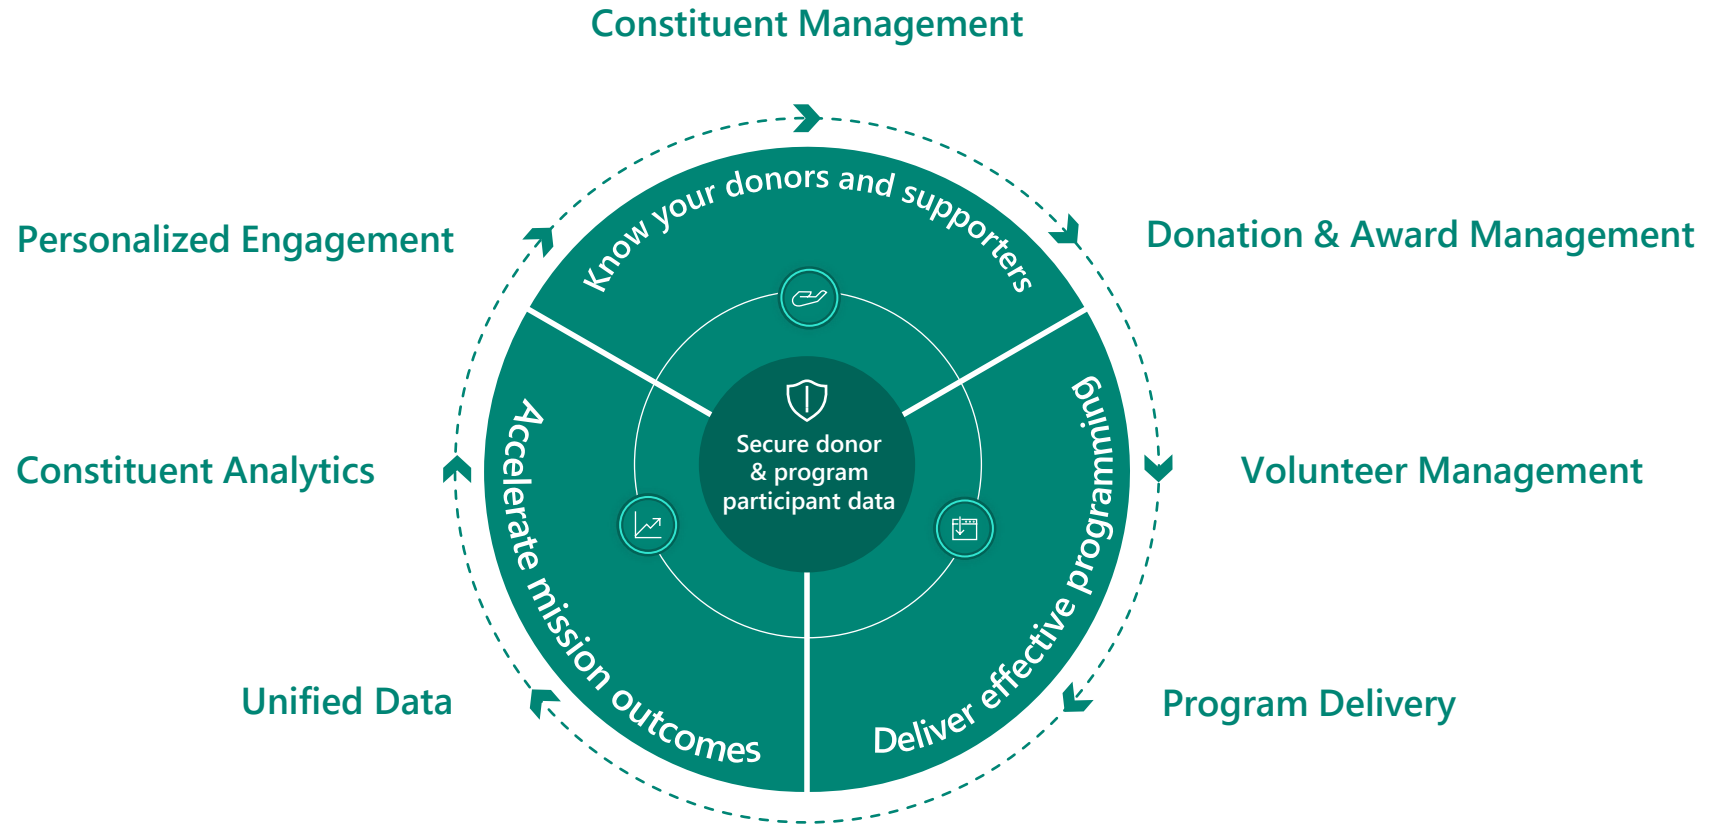 Constituent Management
Know your donors and supporters
Personalized Engagement
Donation & Award Management
Secure donor
& program
participant data
Accelerate mission outcomes
Deliver effective programming
Constituent Analytics
Volunteer Management
Unified Data
Program Delivery